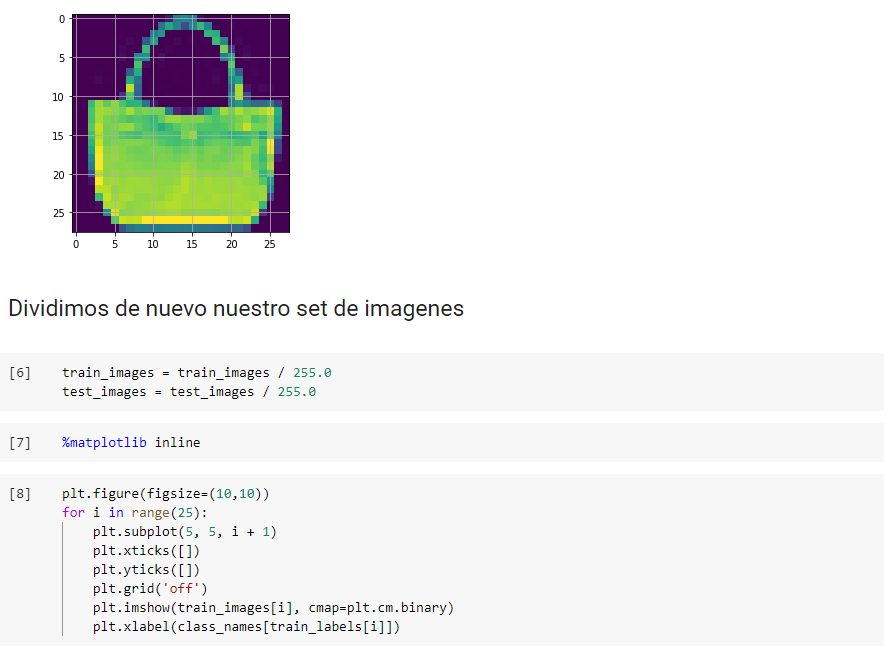 0
5
10
15
20
25
0 5 10 15 20 25
Dividimos de nuevo nuestro set de imagenes
[6] train_images = train_images / 255.0
test_images = test_images / 255.0
[7] %matplotlib inline
[8] plt.figure(figsize=(10,10))
for i in range(25):
plt.subplot(5, 5, i + 1)
plt.xticks([])
plt.yticks([])
plt.grid('off')
plt.imshow(train_images[i], cmap=plt.cm.binary)
plt.xlabel(class_names[train_labels[i]])